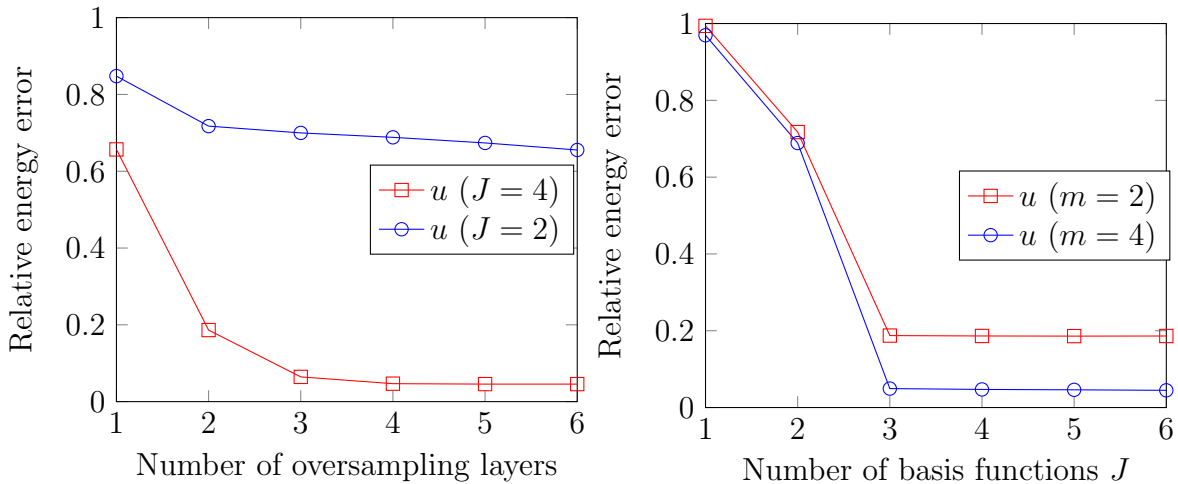 1
0.8
0.6
0.4
0.2
0
1 2 3 4 5 6
Relative energy error
Number of oversampling layers
u (J = 4)
u (J = 2)
1
0.8
0.6
0.4
0.2
0
1 2 3 4 5 6
Relative energy error
Number of basis functions J
u (m = 2)
u (m = 4)